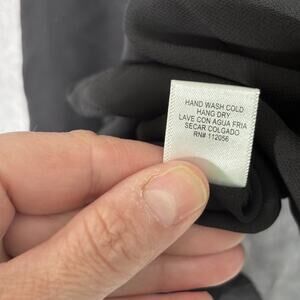 HAND WASH COLD
HANG DRY
LAVE CON AGUA FRIA
SECAR COLGADO
RN# 112056